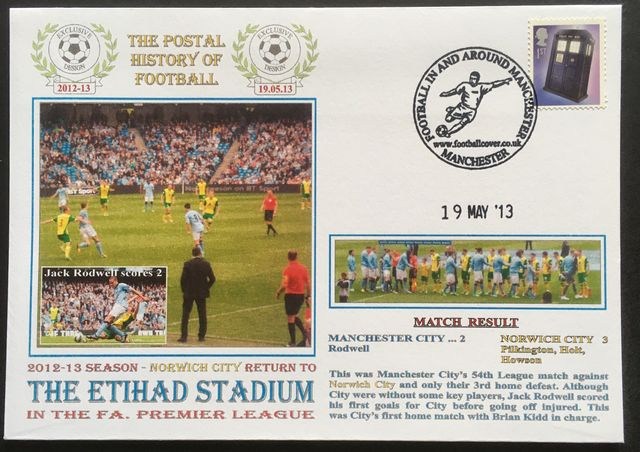 EXCLUSIVE DESIGN
2012-13
THE POSTAL
HISTORY OF
FOOTBALL
EXCLUSIVE DESIGN
19.05.13
1ST
FOOTBALL IN AND AROUND MANCHESTER
www.footballcover.co.uk
MANCHESTER
19 MAY '13
on BT Sport
Jack Rodwell scores 2
MATCH RESULT
MANCHESTER CITY ... 2
NORWICH CITY 3
Rodwell
Pilkington, Holt,
Howson
2012-13 SEASON - NORWICH CITY RETURN TO
THE ETIHAD STADIUM
IN THE FA. PREMIER LEAGUE
This was Manchester City's 54th League match against
Norwich City and only their 3rd home defeat. Although
City were without some key players, Jack Rodwell scored
his first goals for City before going off injured. This
was City's first home match with Brian Kidd in charge.